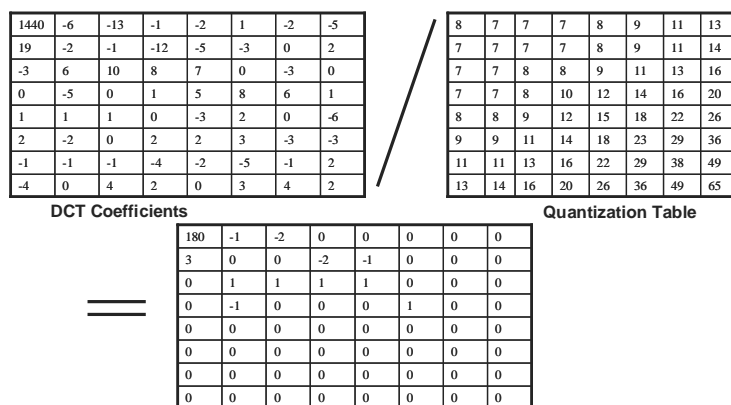 1440 -6 -13 -1 -2 1 -2 -5
19 -2 -1 -12 -5 -3 0 2
-3 6 10 8 7 0 -3 0
0 -5 0 1 5 8 6 1
1 1 1 0 -3 2 0 -6
2 -2 0 2 2 3 -3 -3
-1 -1 -1 -4 -2 -5 -1 2
-4 0 4 2 0 3 4 2
DCT Coefficients
8 7 7 7 8 9 11 13
7 7 7 7 8 9 11 14
7 7 8 8 9 11 13 16
7 7 8 10 12 14 16 20
8 8 9 12 15 18 22 26
9 9 11 14 18 23 29 36
11 11 13 16 22 29 38 49
13 14 16 20 26 36 49 65
Quantization Table
180 -1 -2 0 0 0 0 0
3 0 0 -2 -1 0 0 0
0 1 1 1 1 0 0 0
0 -1 0 0 0 1 0 0
0 0 0 0 0 0 0 0
0 0 0 0 0 0 0 0
0 0 0 0 0 0 0 0
0 0 0 0 0 0 0 0